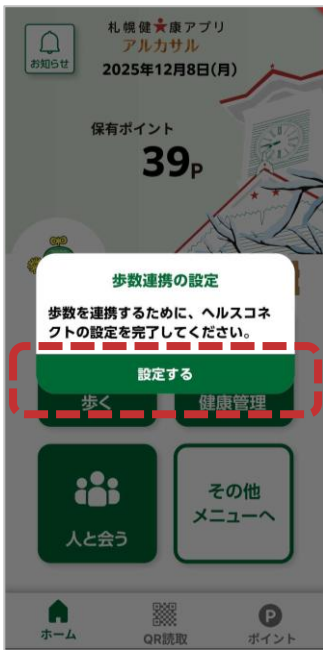 札幌健★康アプリ
アルカサル
お知らせ
2025年12月8日(月)
保有ポイント
39P
歩数連携の設定
歩数を連携するために、ヘルスコネ
クトの設定を完了してください。
設定する
歩く
健康管理
人と会う
その他
メニューへ
ホーム
QR読取
P
ポイント